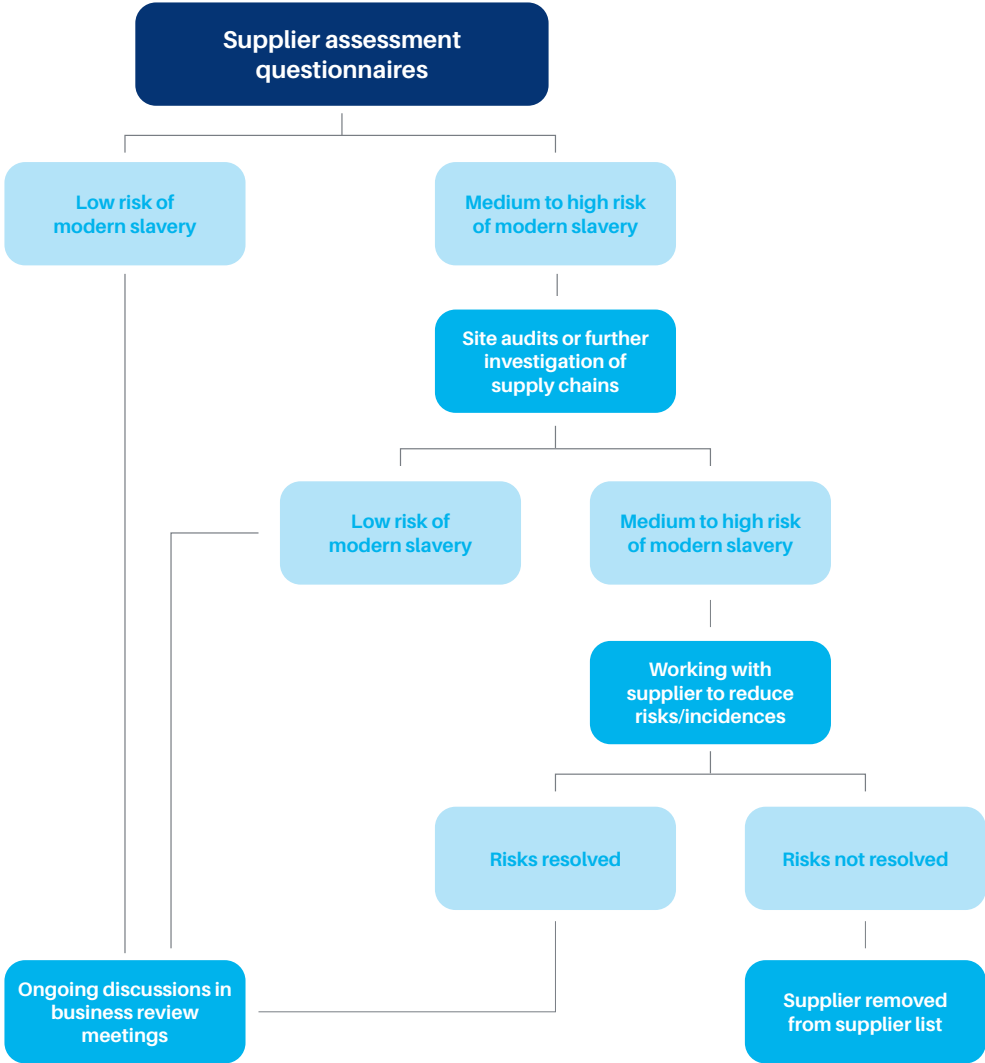 Supplier assessment
questionnaires
Low risk of
modern slavery
Medium to high risk
of modern slavery
Site audits or further
investigation of
supply chains
Low risk of
modern slavery
Medium to high risk
of modern slavery
Working with
supplier to reduce
risks/incidences
Risks resolved
Risks not resolved
Ongoing discussions in
business review
meetings
Supplier removed
from supplier list